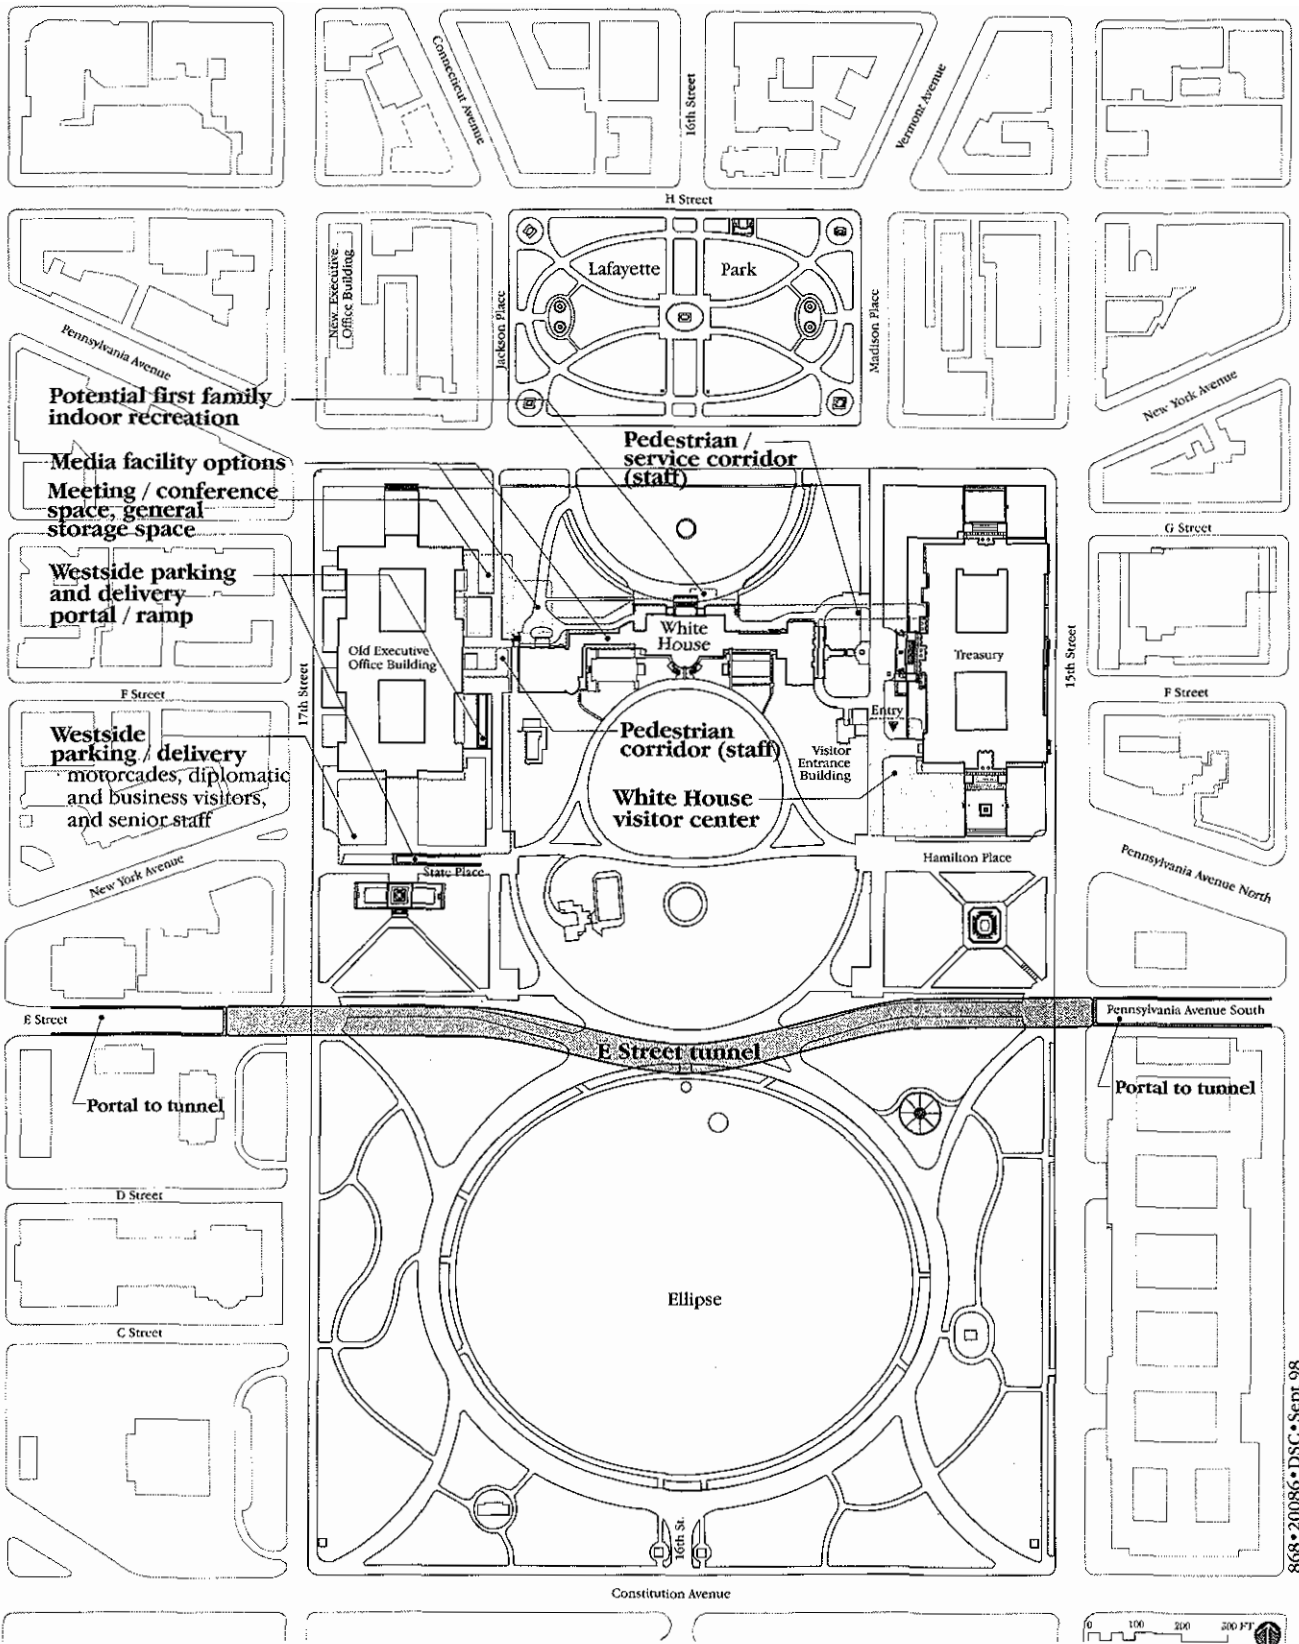 Connecticut Avenue
16th Street
Vermont Avenue
H Street
New Executive
Office Building
Jackson Place
Lafayette
Park
Madison Place
Pennsylvania Avenue
New York Avenue
Potential first family
indoor recreation
Media facility options
Meeting / conference
space, general
storage space
Pedestrian /
service corridor
(staff)
G Street
Westside parking
and delivery
portal / ramp
White
House
Old Executive
Office Building
Treasury
17th Street
15th Street
F Street
F Street
Entry
Westside
parking / delivery
motorcades, diplomatic
and business visitors,
and senior staff
Pedestrian
corridor (staff)
Visitor
Entrance
Building
White House
visitor center
New York Avenue
State Place
Hamilton Place
Pennsylvania Avenue North
E Street
Pennsylvania Avenue South
E Street tunnel
Portal to tunnel
Portal to tunnel
D Street
Ellipse
C Street
16th St.
Constitution Avenue
868•20086•DSC•Sept 98
0 100 200 300 FT